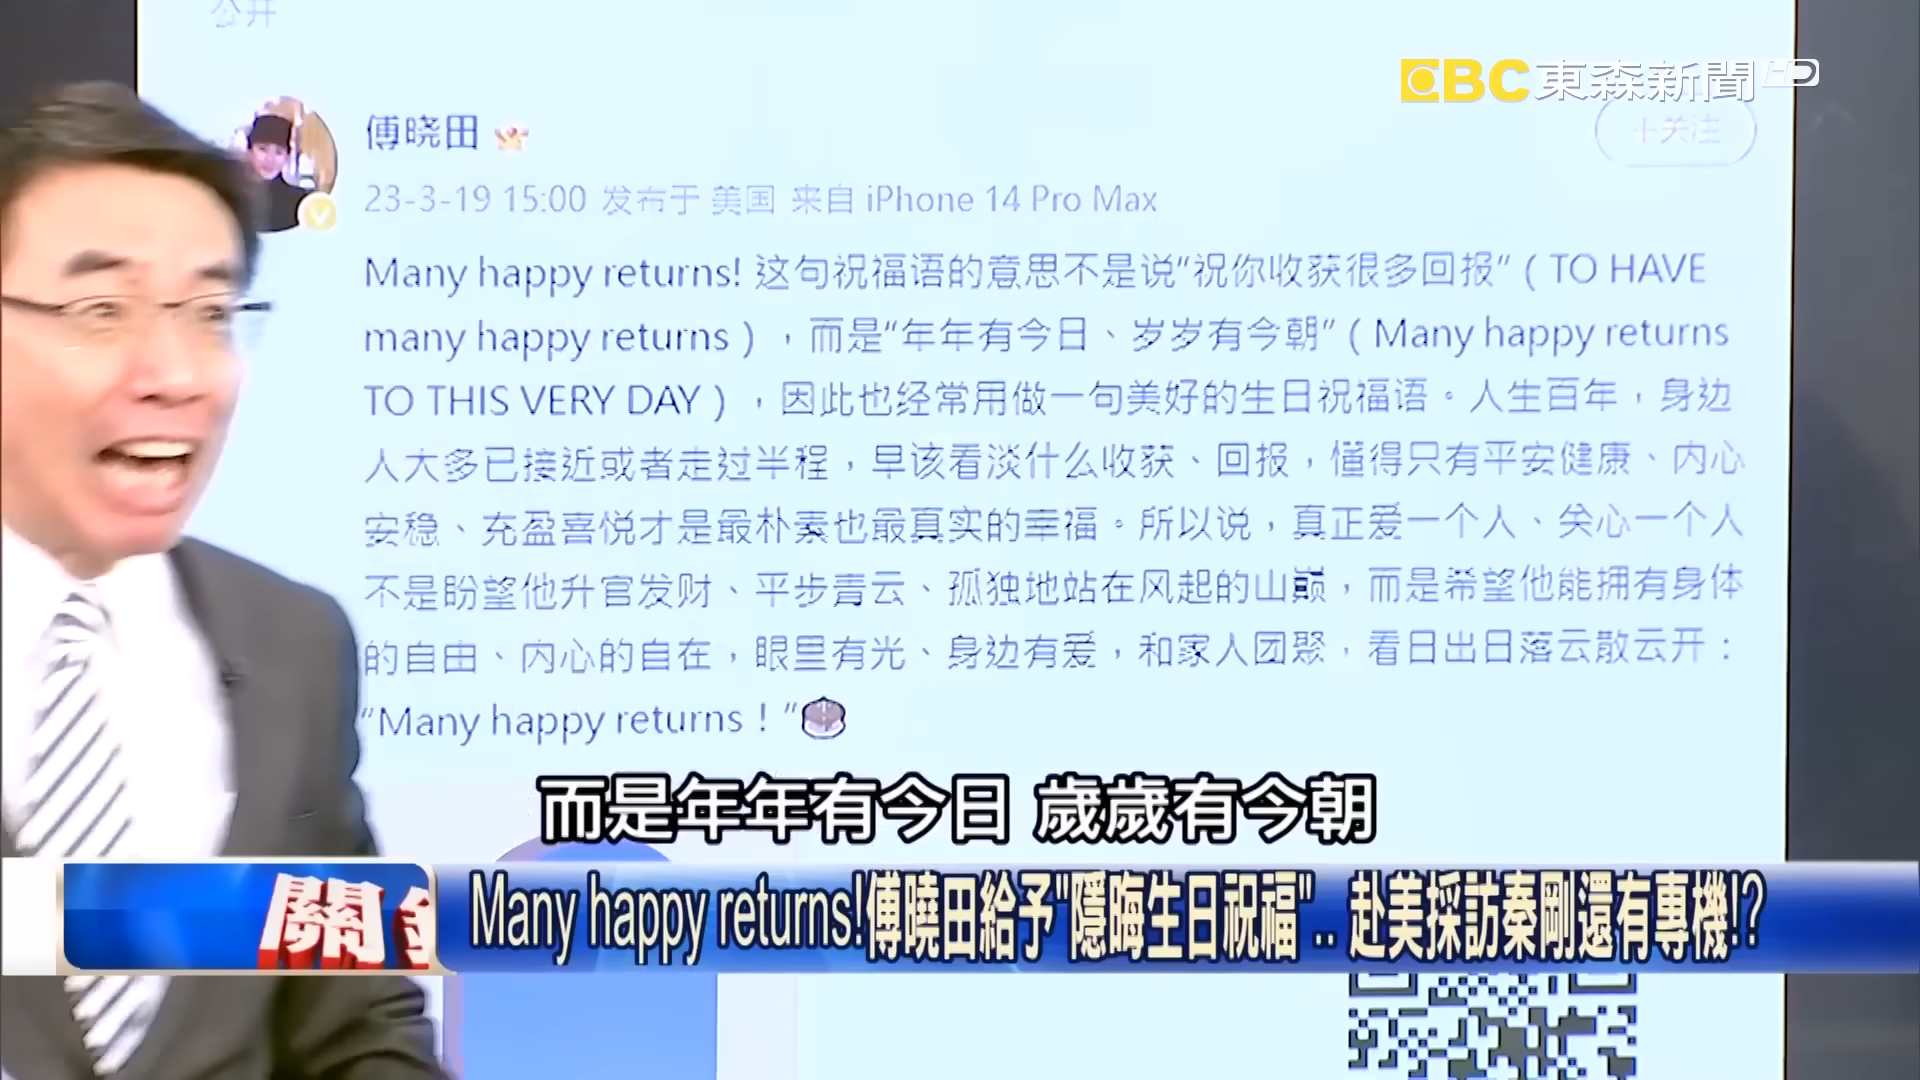 公开
EBC東森新聞HD
傅晓田
+关注
23-3-19 15:00 发布于 美国 来自 iPhone 14 Pro Max
Many happy returns! 这句祝福语的意思不是说“祝你收获很多回报”（TO HAVE
many happy returns），而是“年年有今日、岁岁有今朝”（Many happy returns
TO THIS VERY DAY），因此也经常用做一句美好的生日祝福语。人生百年，身边
人大多已接近或者走过半程，早该看淡什么收获、回报，懂得只有平安健康、内心
安稳、充盈喜悦才是最朴素也最真实的幸福。所以说，真正爱一个人、关心一个人
不是盼望他升官发财、平步青云、孤独地站在风起的山巅，而是希望他能拥有身体
的自由、内心的自在，眼里有光、身边有爱，和家人团聚，看日出日落云散云开：
“Many happy returns！”
而是年年有今日 歲歲有今朝
關
Many happy returns!傅曉田給予"隱晦生日祝福".. 赴美採訪秦剛還有專機!?